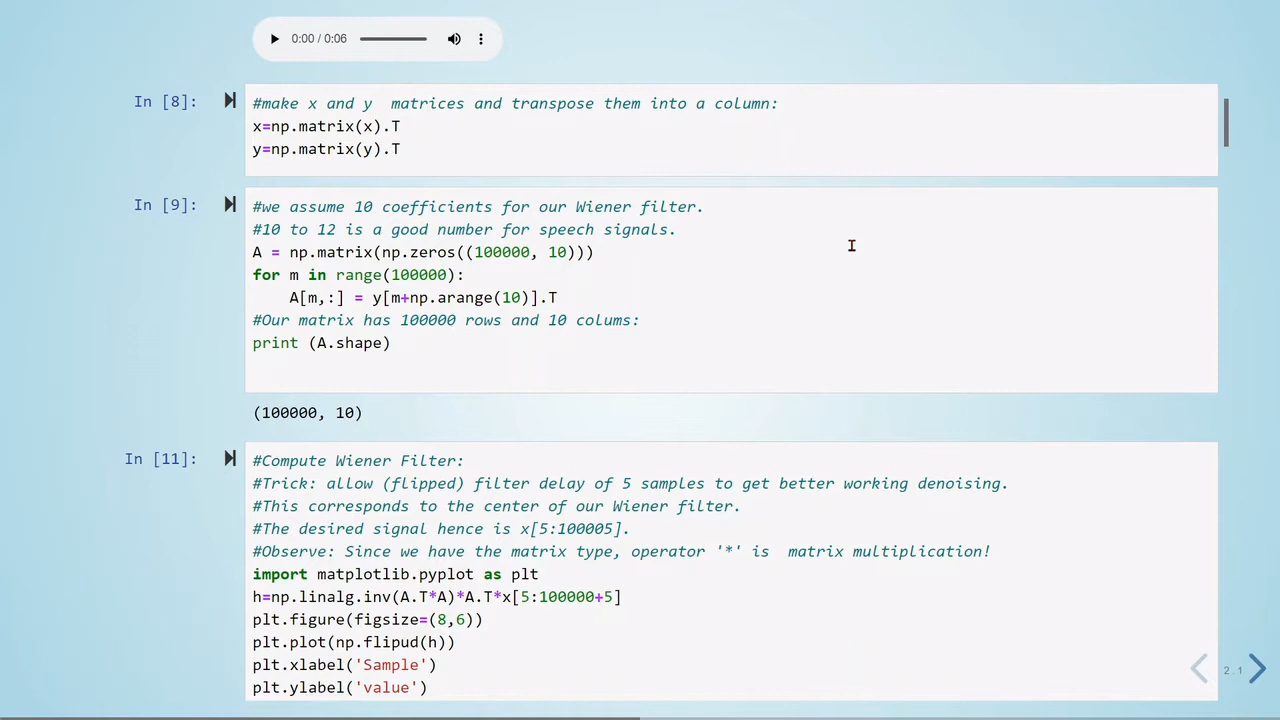 0:00 / 0:06
In [8]:
#make x and y  matrices and transpose them into a column:
x=np.matrix(x).T
y=np.matrix(y).T
In [9]:
#we assume 10 coefficients for our Wiener filter.
#10 to 12 is a good number for speech signals.
A = np.matrix(np.zeros((100000, 10)))
for m in range(100000):
    A[m,:] = y[m+np.arange(10)].T
#Our matrix has 100000 rows and 10 colums:
print (A.shape)
(100000, 10)
In [11]:
#Compute Wiener Filter:
#Trick: allow (flipped) filter delay of 5 samples to get better working denoising.
#This corresponds to the center of our Wiener filter.
#The desired signal hence is x[5:100005].
#Observe: Since we have the matrix type, operator '*' is  matrix multiplication!
import matplotlib.pyplot as plt
h=np.linalg.inv(A.T*A)*A.T*x[5:100000+5]
plt.figure(figsize=(8,6))
plt.plot(np.flipud(h))
plt.xlabel('Sample')
plt.ylabel('value')
2.1